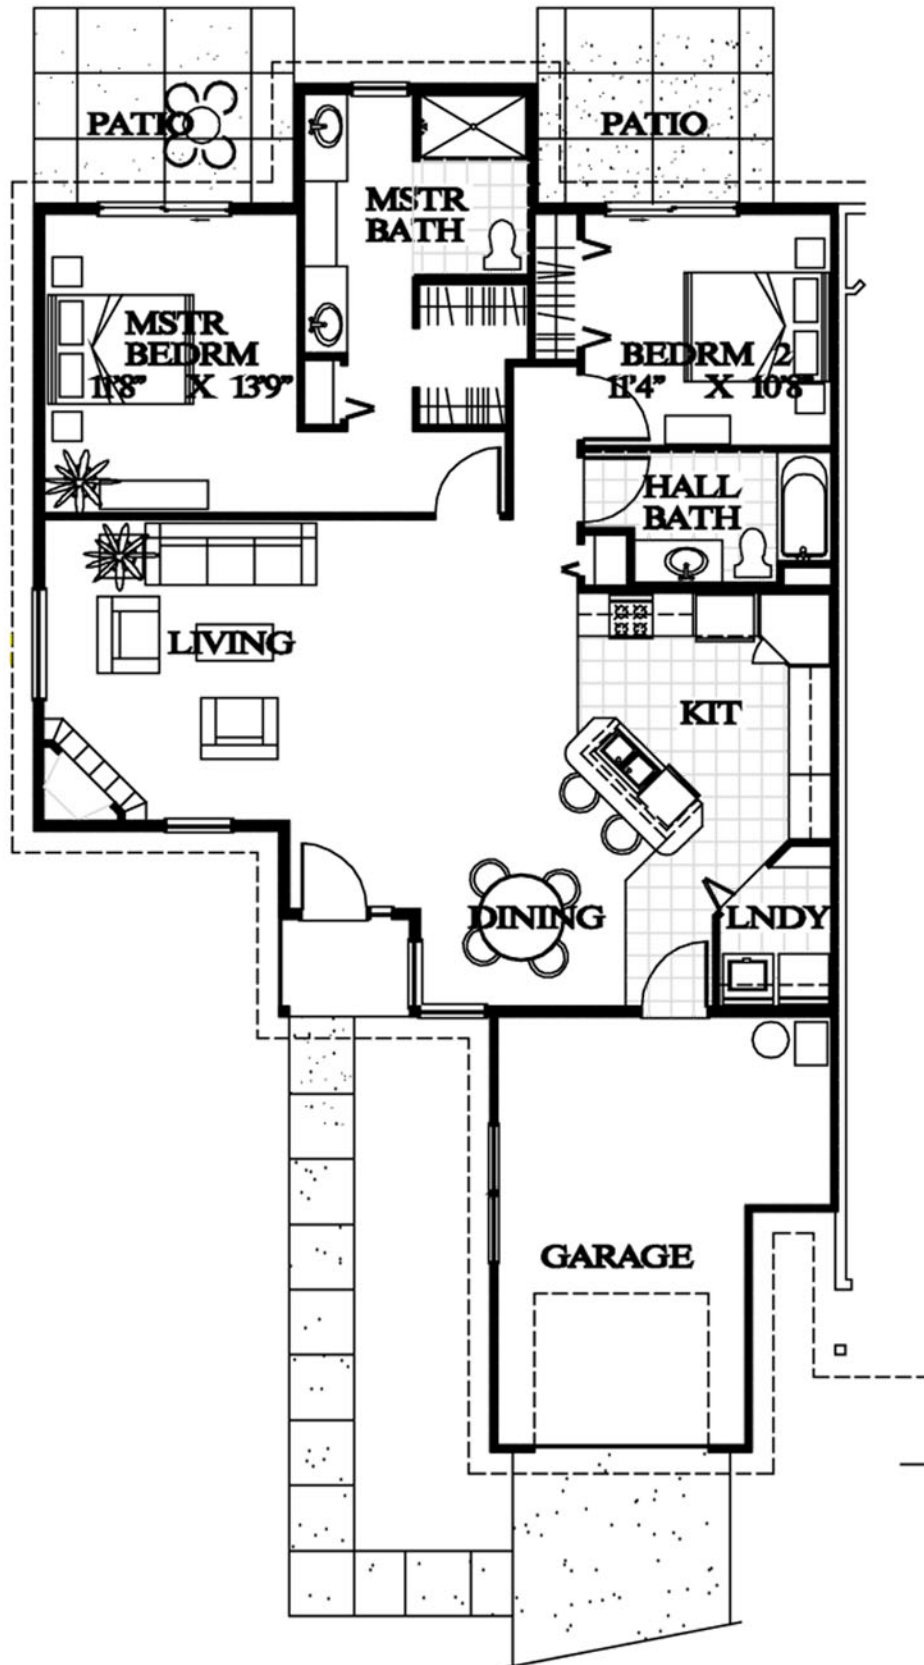 PATIO
PATIO
MSTR
BATH
MSTR
BEDRM
11'8" X 13'9"
BEDRM 2
11'4" X 10'8"
HALL
BATH
LIVING
KIT
DINING
LNDY
GARAGE